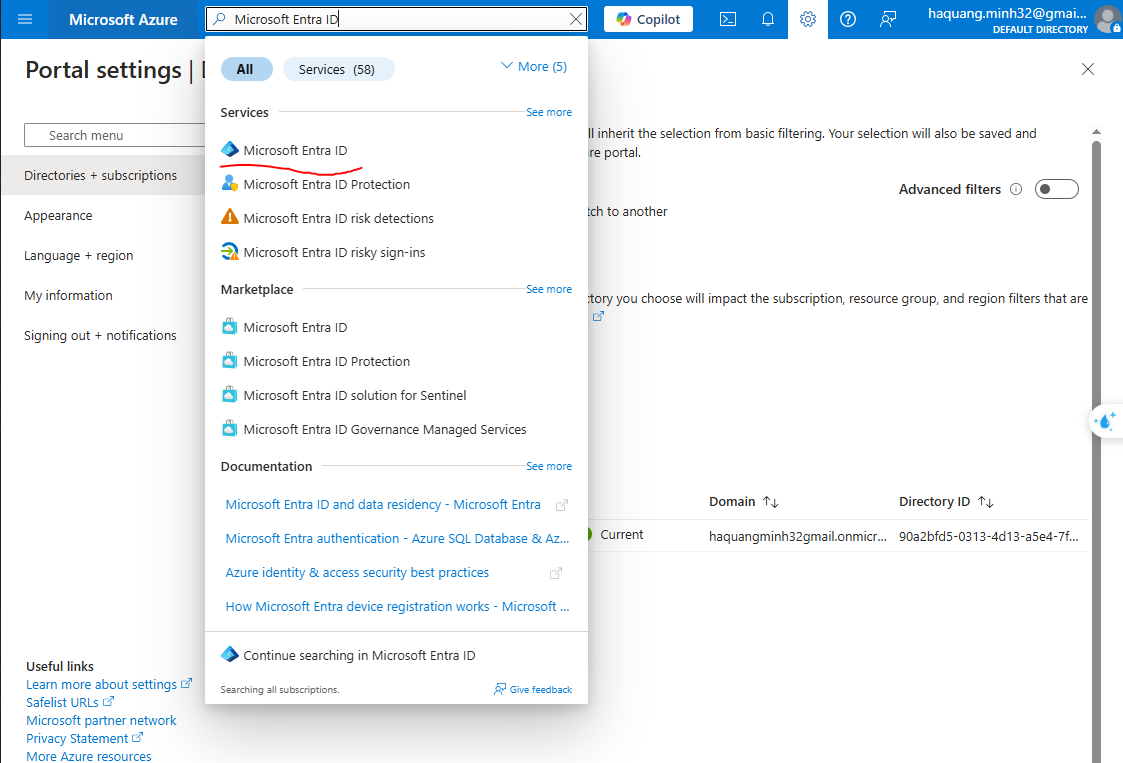 Microsoft Azure
Microsoft Entra ID
Copilot
haquang.minh32@gmai...
DEFAULT DIRECTORY
Portal settings |
All
Services (58)
More (5)
Search menu
Directories + subscriptions
Appearance
Language + region
My information
Signing out + notifications
Services
See more
Microsoft Entra ID
Microsoft Entra ID Protection
Microsoft Entra ID risk detections
Microsoft Entra ID risky sign-ins
Marketplace
See more
Microsoft Entra ID
Microsoft Entra ID Protection
Microsoft Entra ID solution for Sentinel
Microsoft Entra ID Governance Managed Services
Documentation
See more
Microsoft Entra ID and data residency - Microsoft Entra
Microsoft Entra authentication - Azure SQL Database & Az...
Azure identity & access security best practices
How Microsoft Entra device registration works - Microsoft ...
Continue searching in Microsoft Entra ID
Searching all subscriptions.
Give feedback
ll inherit the selection from basic filtering. Your selection will also be saved and
re portal.
Advanced filters
tch to another
ctory you choose will impact the subscription, resource group, and region filters that are
Domain
Directory ID
Current
haquangminh32gmail.onmicr...
90a2bfd5-0313-4d13-a5e4-7f...
Useful links
Learn more about settings
Safelist URLs
Microsoft partner network
Privacy Statement
More Azure resources